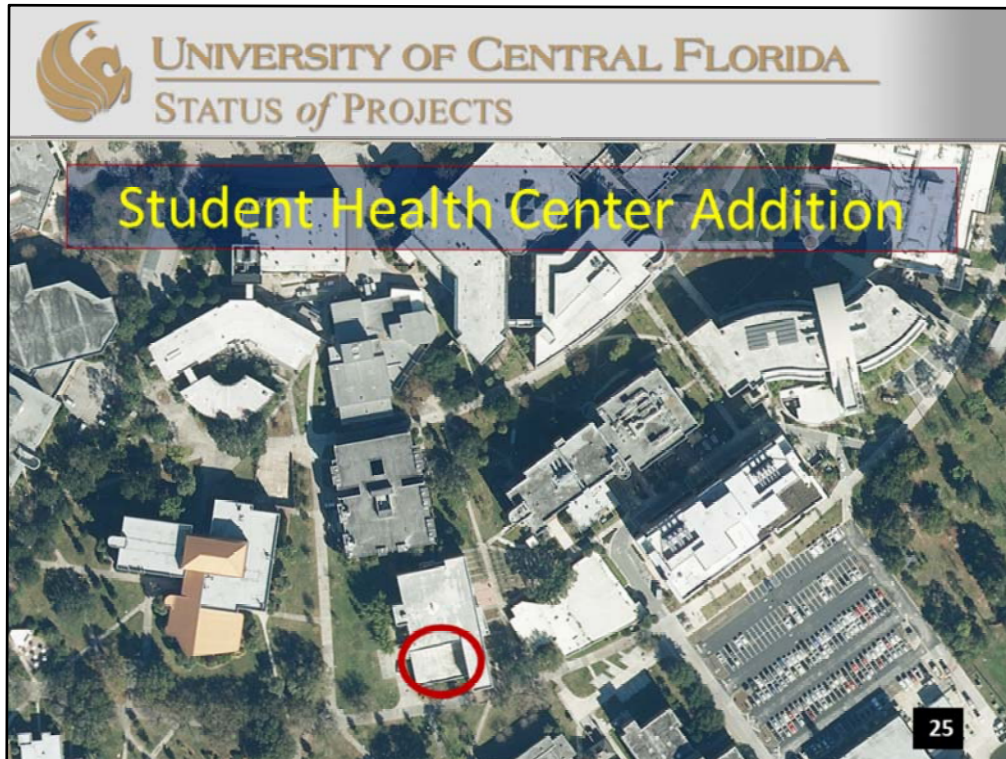 UNIVERSITY OF CENTRAL FLORIDA
STATUS of PROJECTS
Student Health Center Addition
25